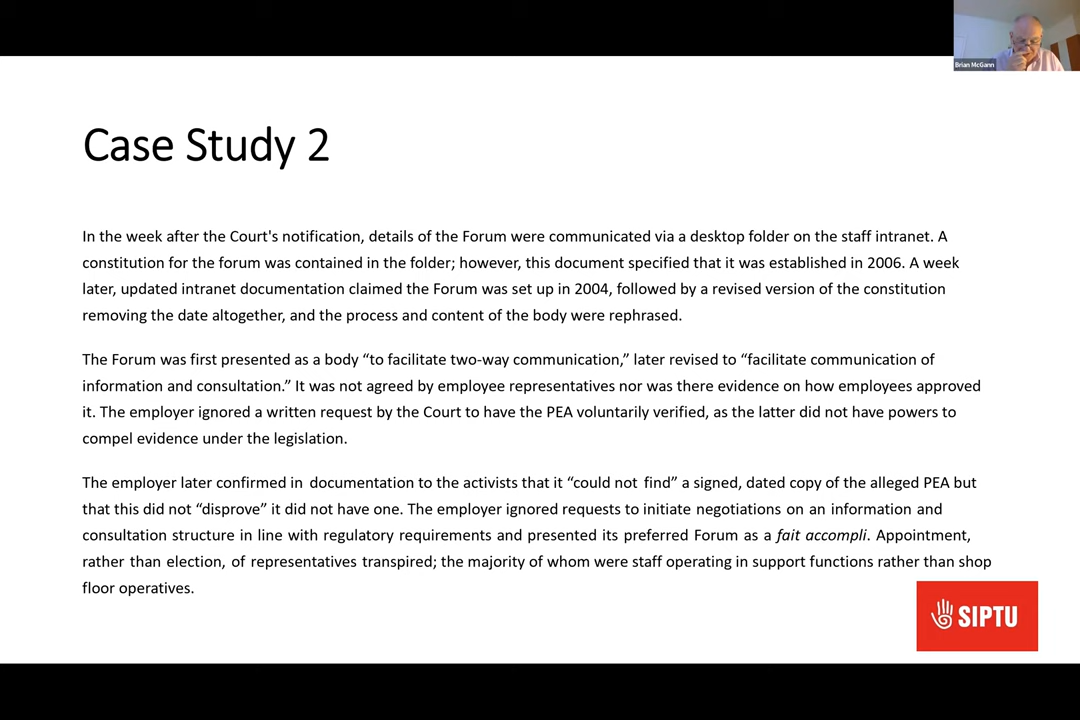 Brian McGann
Case Study 2
In the week after the Court's notification, details of the Forum were communicated via a desktop folder on the staff intranet. A
constitution for the forum was contained in the folder; however, this document specified that it was established in 2006. A week
later, updated intranet documentation claimed the Forum was set up in 2004, followed by a revised version of the constitution
removing the date altogether, and the process and content of the body were rephrased.
The Forum was first presented as a body “to facilitate two-way communication,” later revised to “facilitate communication of
information and consultation.” It was not agreed by employee representatives nor was there evidence on how employees approved
it. The employer ignored a written request by the Court to have the PEA voluntarily verified, as the latter did not have powers to
compel evidence under the legislation.
The employer later confirmed in documentation to the activists that it “could not find” a signed, dated copy of the alleged PEA but
that this did not “disprove” it did not have one. The employer ignored requests to initiate negotiations on an information and
consultation structure in line with regulatory requirements and presented its preferred Forum as a fait accompli. Appointment,
rather than election, of representatives transpired; the majority of whom were staff operating in support functions rather than shop
floor operatives.
SIPTU